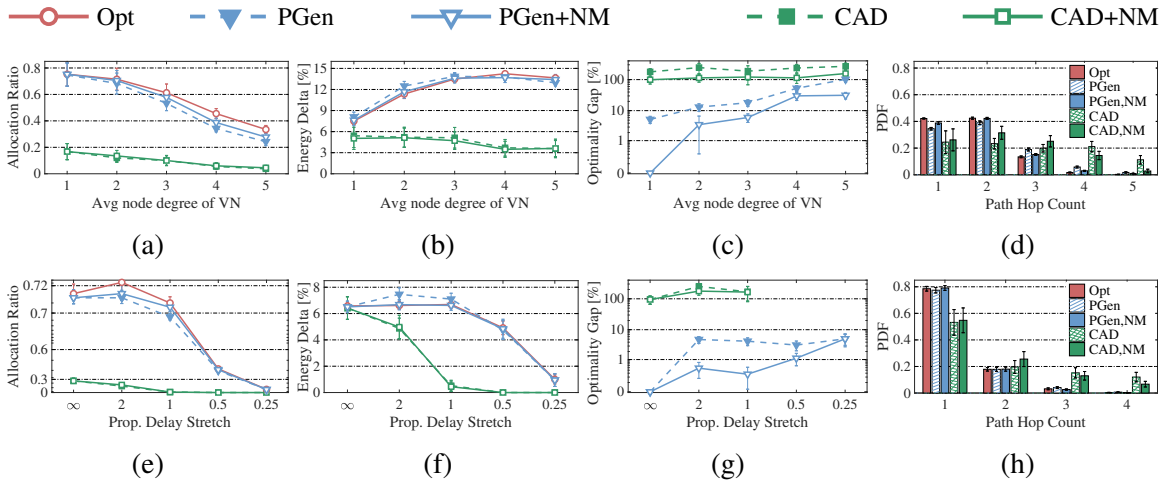 Opt PGen PGen+NM CAD CAD+NM
Allocation Ratio
0.8
0.6
0.4
0.2
0
1 2 3 4 5
Avg node degree of VN
(a)
Energy Delta [%]
15
12
9
6
3
0
1 2 3 4 5
Avg node degree of VN
(b)
Optimality Gap [%]
100
10
1
0
1 2 3 4 5
Avg node degree of VN
(c)
PDF
0.8
0.6
0.4
0.2
0
Opt
PGen
PGen,NM
CAD
CAD,NM
1 2 3 4 5
Path Hop Count
(d)
Allocation Ratio
0.72
0.7
0.6
0.3
0
∞ 2 1 0.5 0.25
Prop. Delay Stretch
(e)
Energy Delta [%]
8
6
4
2
0
∞ 2 1 0.5 0.25
Prop. Delay Stretch
(f)
Optimality Gap [%]
100
10
1
0
∞ 2 1 0.5 0.25
Prop. Delay Stretch
(g)
PDF
0.8
0.6
0.4
0.2
0
Opt
PGen
PGen,NM
CAD
CAD,NM
1 2 3 4
Path Hop Count
(h)